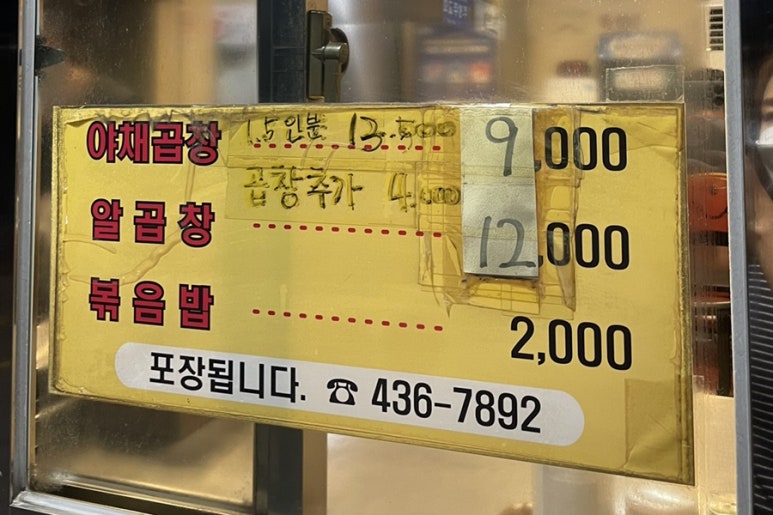 야채곱창 1.5인분 ........... 13.500 9,000
곱창추가 4.000
알곱창 ........... 12,000
볶음밥 ........... 2,000
포장됩니다. ☎ 436-7892